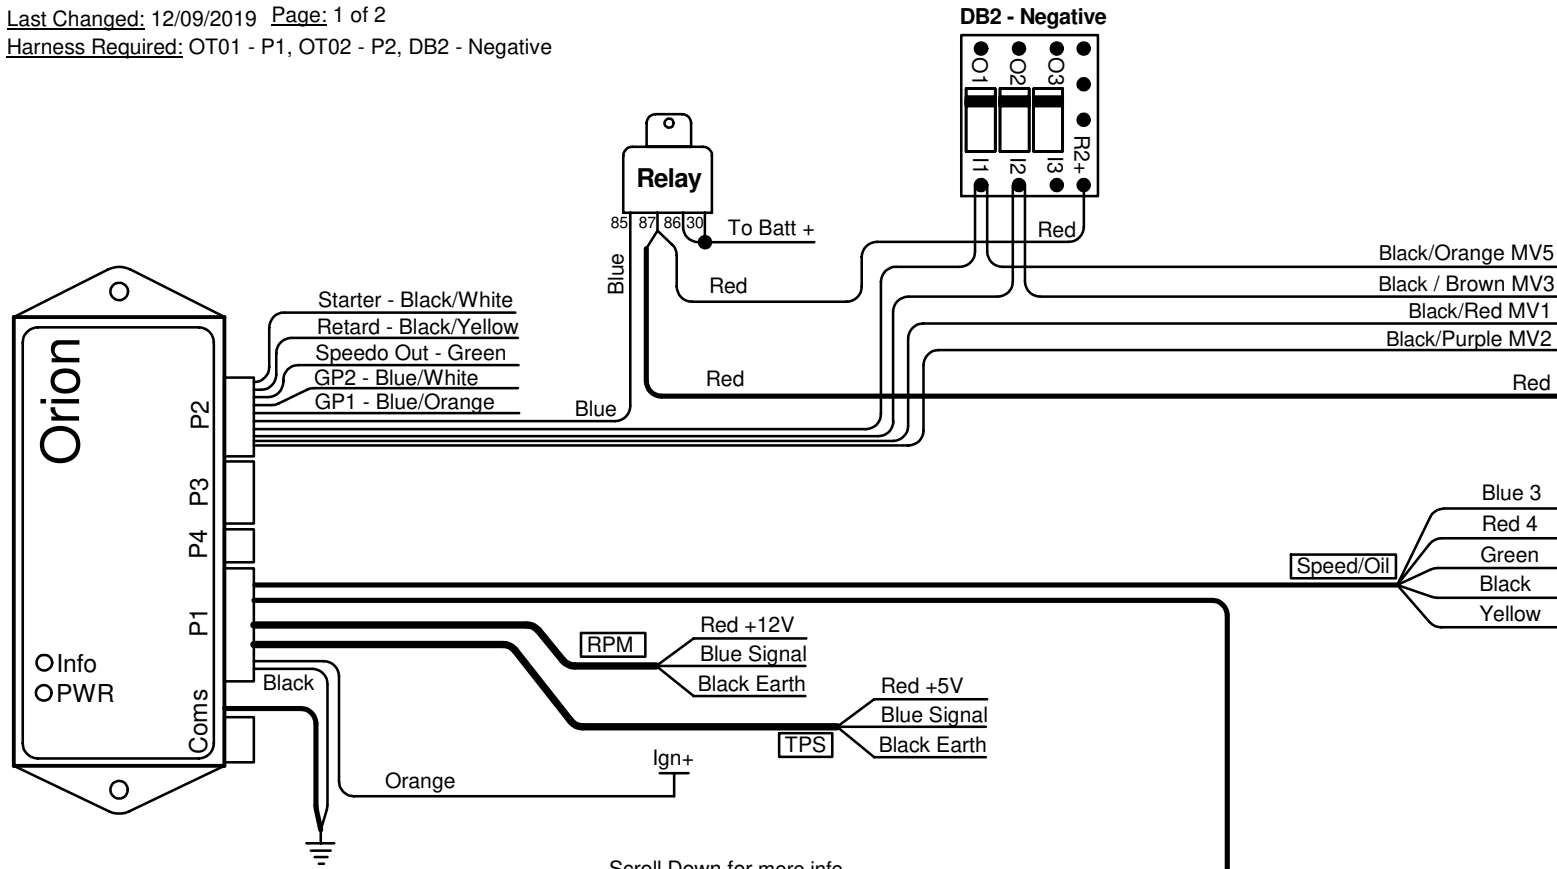 Last Changed: 12/09/2019 Page: 1 of 2
Harness Required: OT01 - P1, OT02 - P2, DB2 - Negative
DB2 - Negative
O1 O2 O3
I1 I2 I3 R2+
Relay
85 87 86 30
To Batt +
Blue
Red
Red
Black/Orange MV5
Black / Brown MV3
Black/Red MV1
Black/Purple MV2
Red
Red
Blue
Starter - Black/White
Retard - Black/Yellow
Speedo Out - Green
GP2 - Blue/White
GP1 - Blue/Orange
Orion
P2
P3
P4
P1
Coms
Info
PWR
Black
Orange
Ign+
RPM
Red +12V
Blue Signal
Black Earth
TPS
Red +5V
Blue Signal
Black Earth
Speed/Oil
Blue 3
Red 4
Green
Black
Yellow
Scroll Down for more info